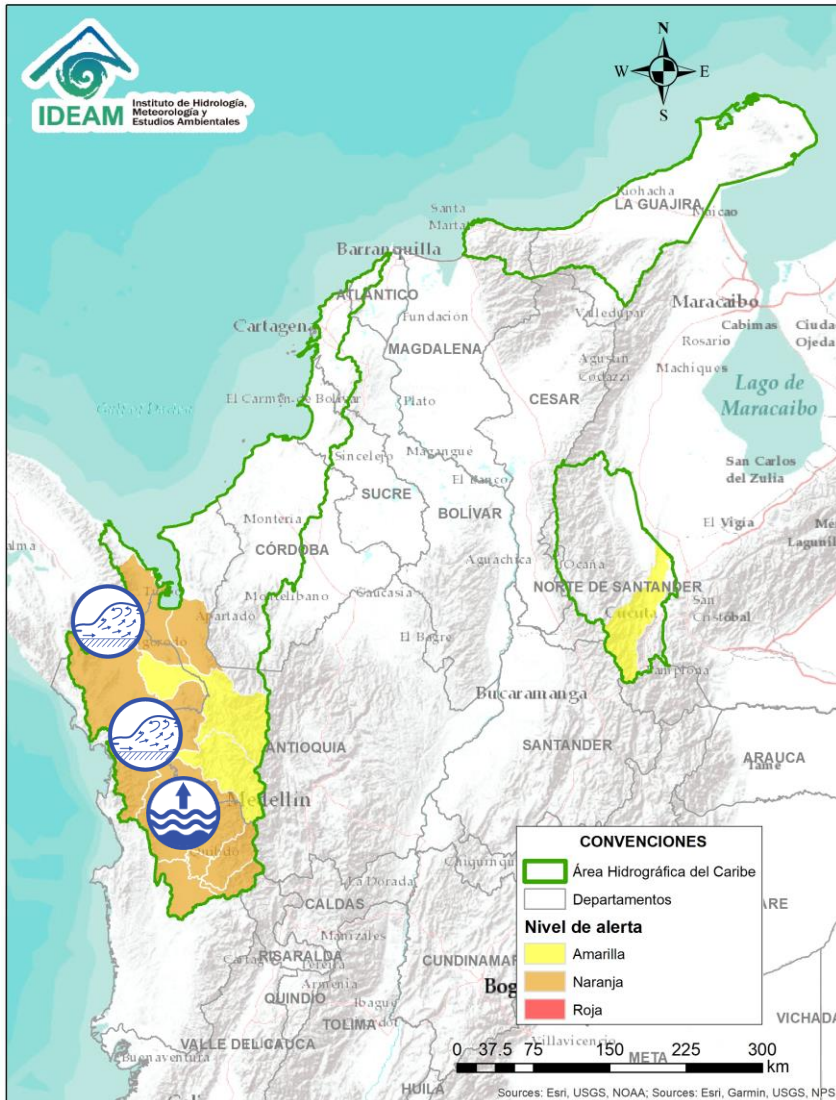 IDEAM
Instituto de Hidrología,
Meteorología y
Estudios Ambientales
N
W
E
S
Riohacha
LA GUAJIRA
Maicao
Santa
Marta
Barranquilla
ATLÁNTICO
Maracaibo
Cartagena
Fundación
Valledupar
Cabimas
Ciudad
Ojeda
Rosario
MAGDALENA
Machiques
Agustín
Codazzi
CESAR
Lago de
Maracaibo
El Carmen de Bolívar
Plato
Sincelejo
Magangué
San Carlos
del Zulia
SUCRE
El Banco
BOLÍVAR
Montería
El Vigía
CÓRDOBA
Aguachica
Ocaña
NORTE DE SANTANDER
Montelíbano
Caucasia
Apartadó
Cúcuta
San
Cristóbal
El Bagre
Pamplona
Bucaramanga
ANTIOQUIA
SANTANDER
ARAUCA
Tame
Medellín
Quibdó
La Dorada
CALDAS
Manizales
RISARALDA
Pereira
Armenia
QUINDÍO
Ibagué
TOLIMA
CUNDINAMAR
Bog
VICHADA
VALLE DEL CAUCA
Buenaventura
Villavicencio
META
HUILA
CONVENCIONES
Área Hidrográfica del Caribe
Departamentos
Nivel de alerta
Amarilla
Naranja
Roja
0 37.5 75 150 225 300
km
Sources: Esri, USGS, NOAA; Sources: Esri, Garmin, USGS, NPS